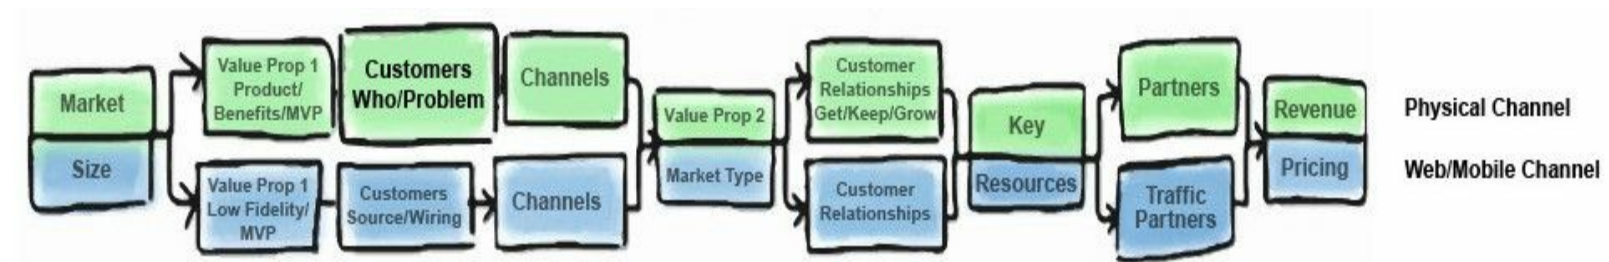 Market
Size
Value Prop 1
Product/
Benefits/MVP
Customers
Who/Problem
Channels
Value Prop 1
Low Fidelity/
MVP
Customers
Source/Wiring
Channels
Value Prop 2
Market Type
Customer
Relationships
Get/Keep/Grow
Customer
Relationships
Key
Resources
Partners
Traffic
Partners
Revenue
Pricing
Physical Channel
Web/Mobile Channel